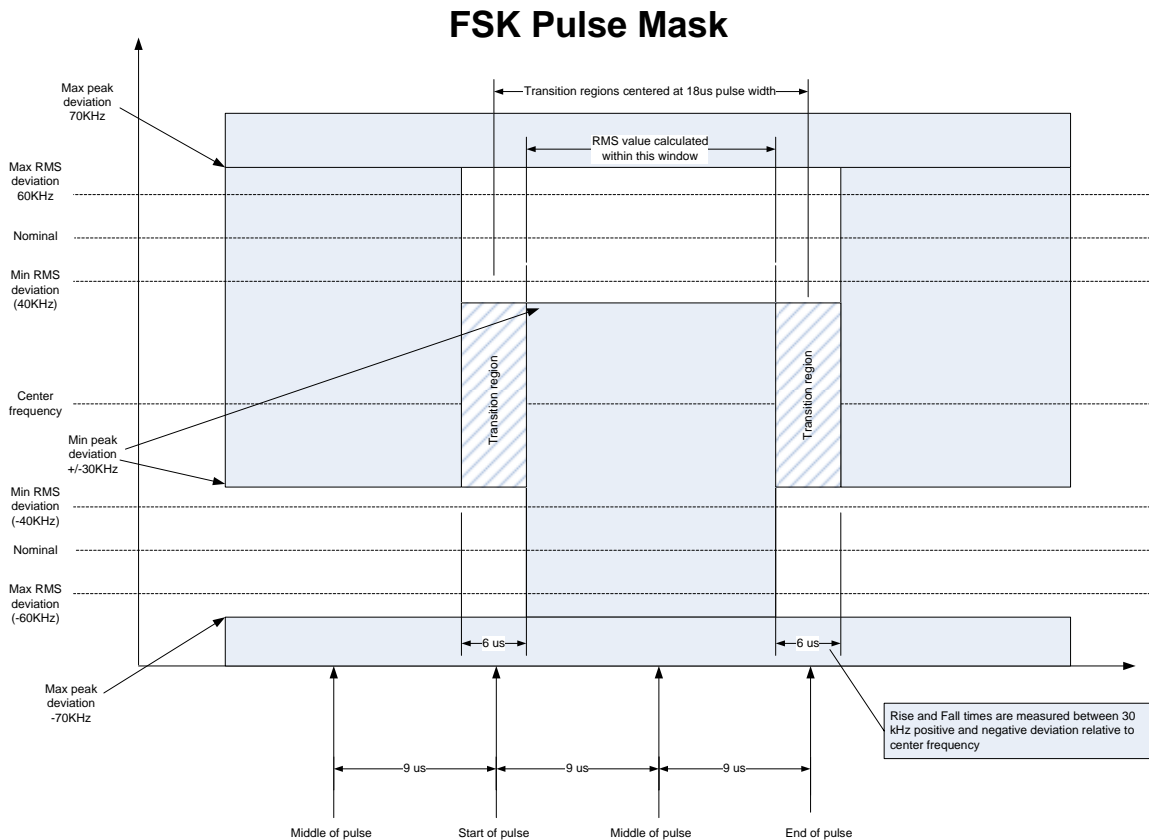 FSK Pulse Mask
Max peak
deviation
70KHz
Transition regions centered at 18us pulse width
RMS value calculated
within this window
Max RMS
deviation
60KHz
Nominal
Min RMS
deviation
(40KHz)
Transition region
Transition region
Center
frequency
Min peak
deviation
+/-30KHz
Min RMS
deviation
(-40KHz)
Nominal
Max RMS
deviation
(-60KHz)
6 us
6 us
Max peak
deviation
-70KHz
Rise and Fall times are measured between 30
kHz positive and negative deviation relative to
center frequency
9 us
9 us
9 us
Middle of pulse
Start of pulse
Middle of pulse
End of pulse